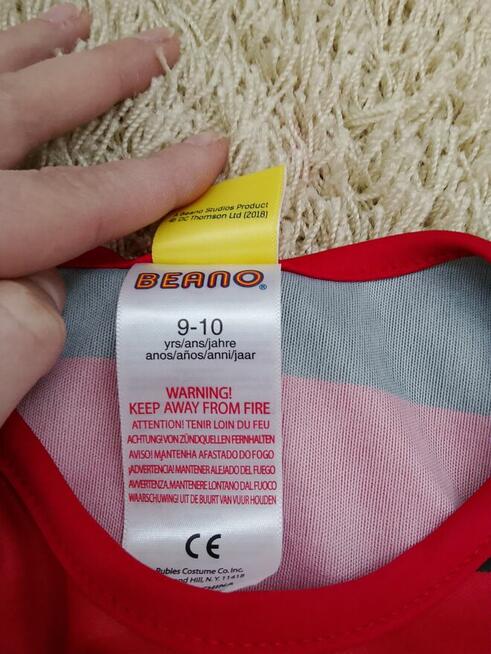 A Beano Studios Product
© DC Thomson Ltd (2018)
BEANO®
9-10
yrs/ans/jahre
anos/años/anni/jaar
WARNING!
KEEP AWAY FROM FIRE
ATTENTION! TENIR LOIN DU FEU
ACHTUNG! VON ZÜNDQUELLEN FERNHALTEN
AVISO! MANTENHA AFASTADO DO FOGO
¡ADVERTENCIA! MANTENER ALEJADO DEL FUEGO
AVVERTENZA. MANTENERE LONTANO DAL FUOCO
WAARSCHUWING! UIT DE BUURT VAN VUUR HOUDEN
CE
Rubies Costume Co. Inc.
Hill, N.Y. 11418